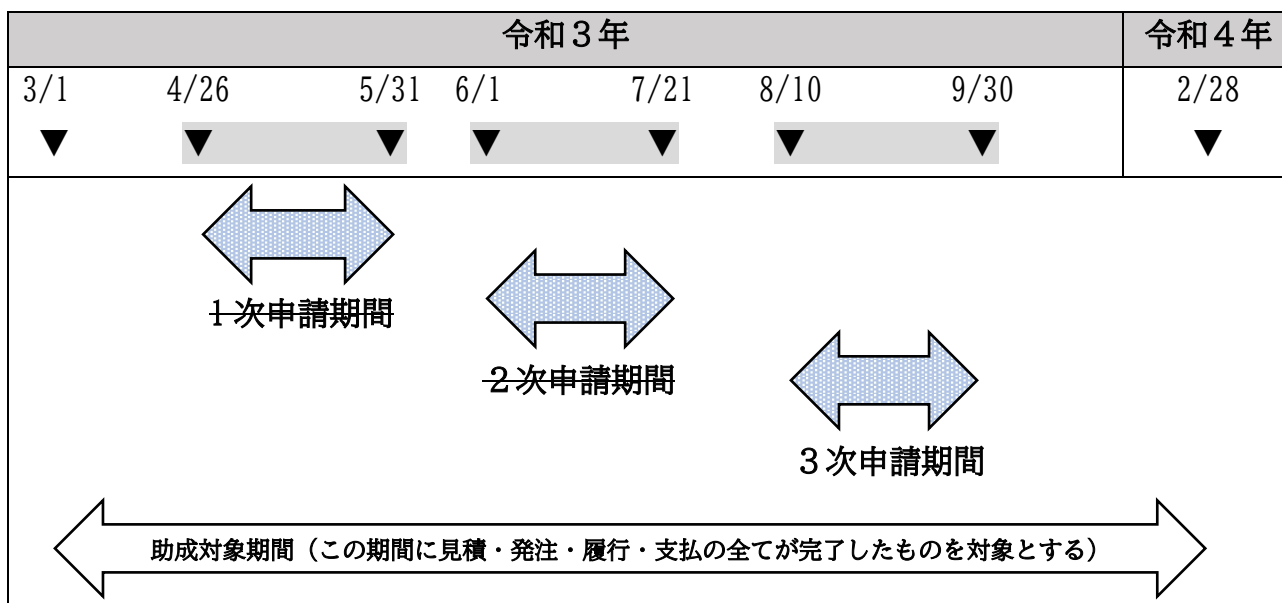 令和３年 令和４年
3/1 4/26 5/31 6/1 7/21 8/10 9/30 2/28
▼ ▼ ▼ ▼ ▼ ▼ ▼ ▼
１次申請期間
２次申請期間
３次申請期間
助成対象期間（この期間に見積・発注・履行・支払の全てが完了したものを対象とする）